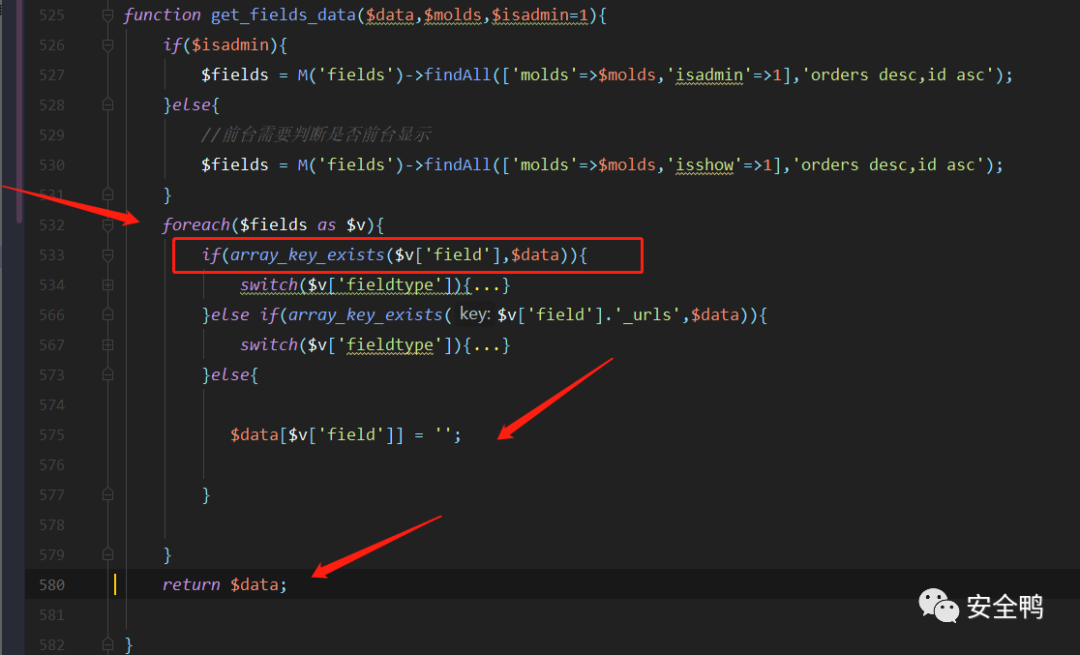 525 function get_fields_data($data,$molds,$isadmin=1){
526 if($isadmin){
527 $fields = M('fields')->findAll(['molds'=>$molds,'isadmin'=>1],'orders desc,id asc');
528 }else{
529 //前台需要判断是否前台显示
530 $fields = M('fields')->findAll(['molds'=>$molds,'isshow'=>1],'orders desc,id asc');
531 }
532 foreach($fields as $v){
533 if(array_key_exists($v['field'],$data)){
534 switch($v['fieldtype']){...}
566 }else if(array_key_exists( key: $v['field'].'_urls',$data)){
567 switch($v['fieldtype']){...}
573 }else{
574
575 $data[$v['field']] = '';
576
577 }
578
579 }
580 return $data;
581
582 }
安全鸭